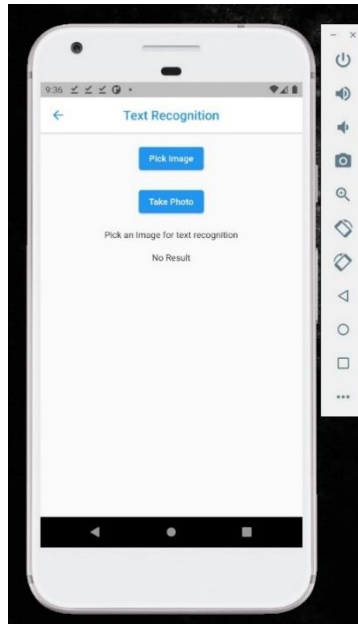 9:36
Text Recognition
Pick Image
Take Photo
Pick an Image for text recognition
No Result